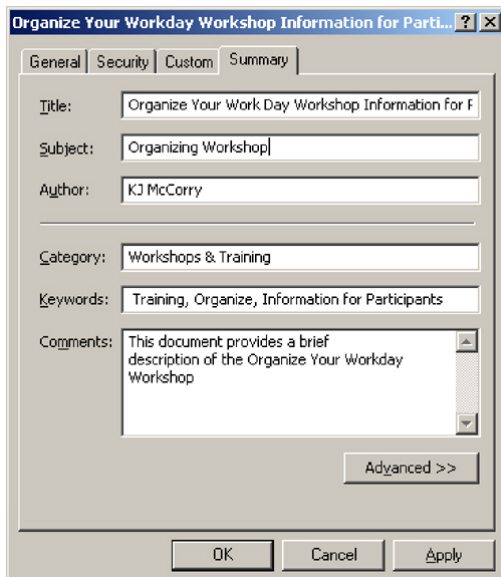 Organize Your Workday Workshop Information for Parti... ? X
General Security Custom Summary
Title: Organize Your Work Day Workshop Information for P
Subject: Organizing Workshop
Author: KJ McCorry
Category: Workshops & Training
Keywords: Training, Organize, Information for Participants
Comments: This document provides a brief
description of the Organize Your Workday
Workshop
Advanced >>
OK Cancel Apply